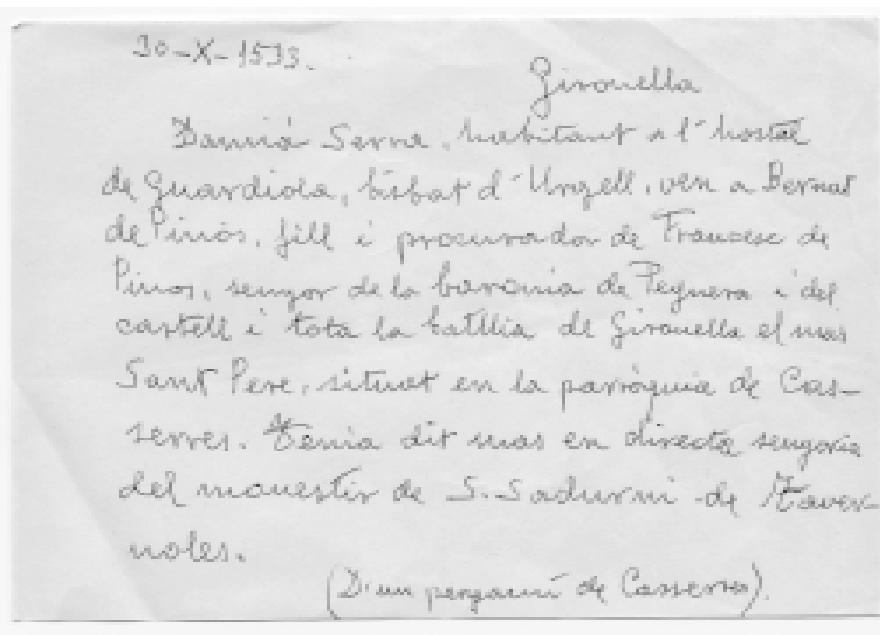 30-X-1533.
Gironella
Damià Serra, habitant a l'hostal
de Guardiola, bisbat d'Urgell, ven a Bernat
de Pinós, fill i procurador de Francesc de
Pinos, senyor de la baronia de Peguera i del
castell i tota la batllia de Gironella el mas
Sant Pere, situat en la parròquia de Cas-
serres. Tenia dit mas en directe senyoria
del monestir de S. Sadurní de Taver-
noles.
(D'un pergamí de Casserres).